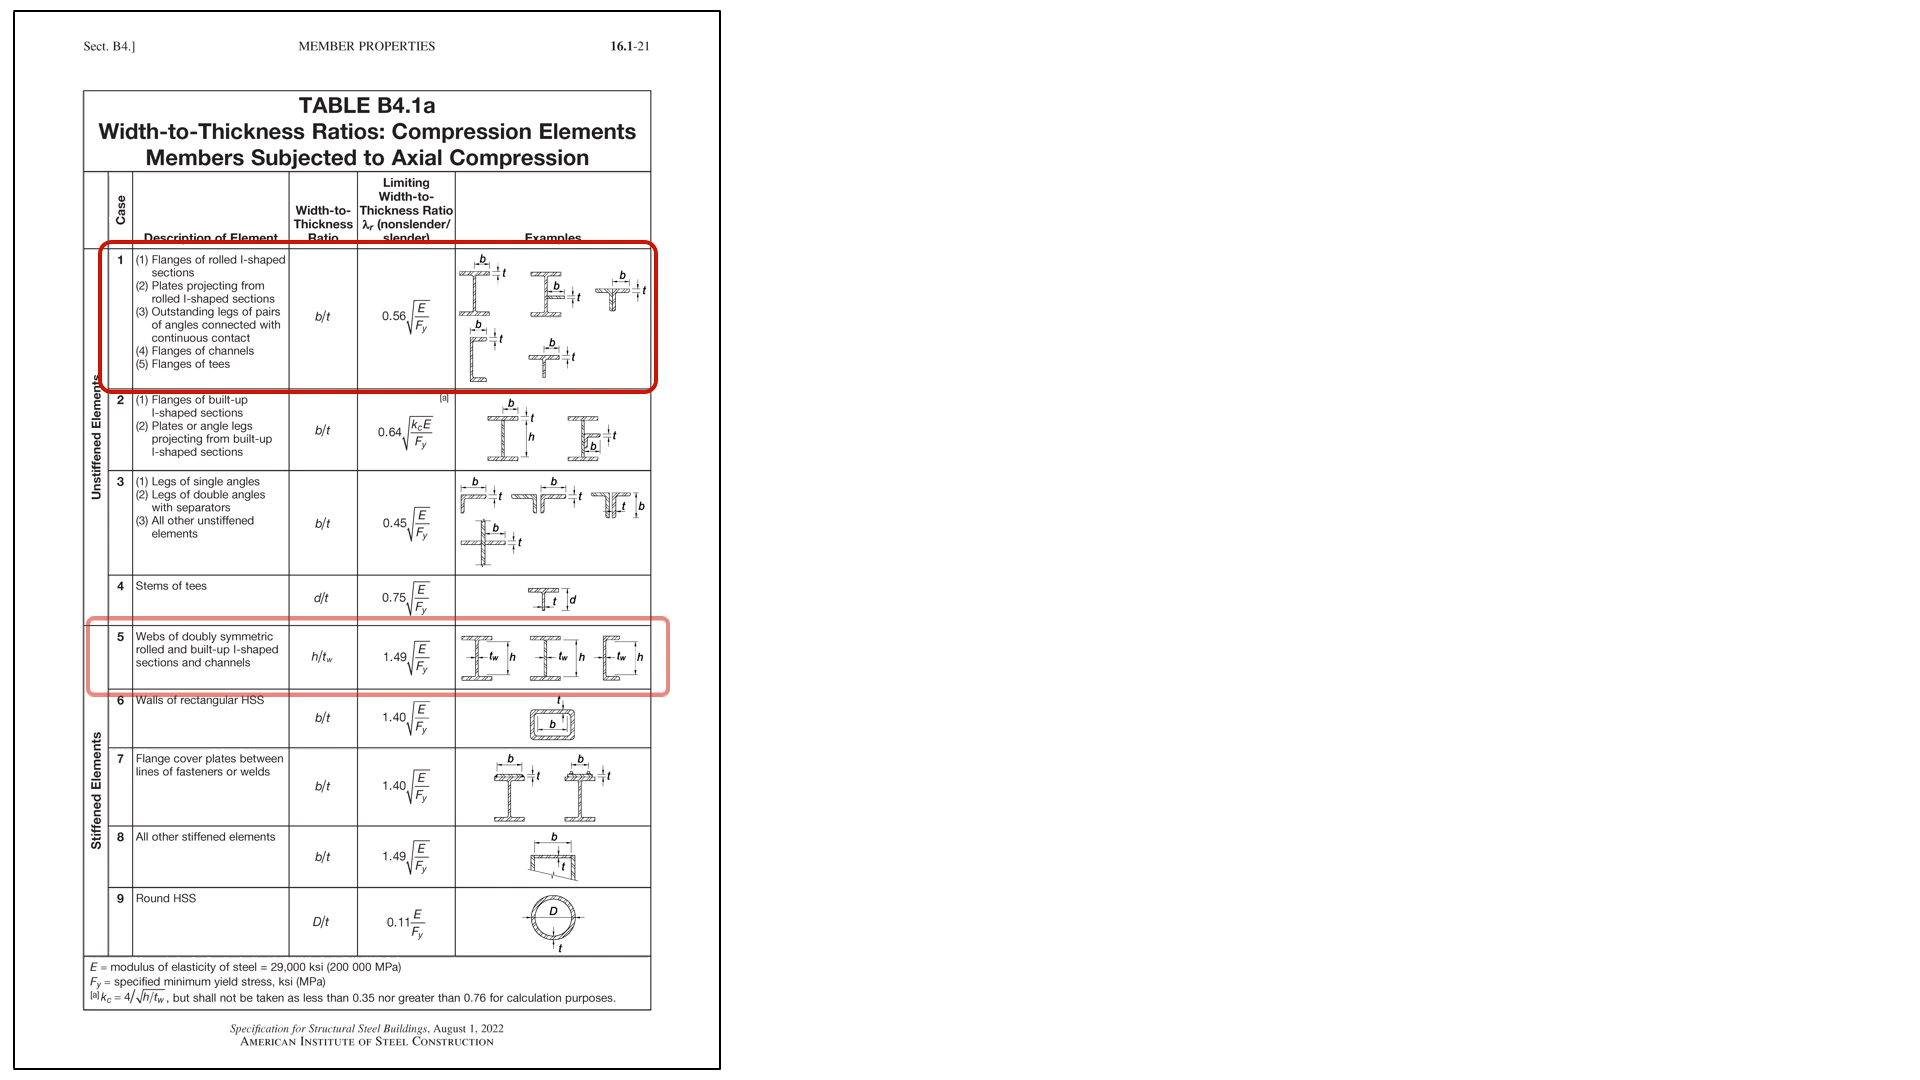 Sect. B4.] MEMBER PROPERTIES 16.1-21
TABLE B4.1a
Width-to-Thickness Ratios: Compression Elements
Members Subjected to Axial Compression
Case
Description of Element
Width-to-
Thickness
Ratio
Limiting
Width-to-
Thickness Ratio
λr (nonslender/
slender)
Examples
Unstiffened Elements
1
(1) Flanges of rolled I-shaped
sections
(2) Plates projecting from
rolled I-shaped sections
(3) Outstanding legs of pairs
of angles connected with
continuous contact
(4) Flanges of channels
(5) Flanges of tees
b/t
0.56√(E/Fy)
b t b t b t
b t b t
2
(1) Flanges of built-up
I-shaped sections
(2) Plates or angle legs
projecting from built-up
I-shaped sections
b/t
[a]
0.64√(kcE/Fy)
b t h b t
3
(1) Legs of single angles
(2) Legs of double angles
with separators
(3) All other unstiffened
elements
b/t
0.45√(E/Fy)
b t b t t b
b t
4
Stems of tees
d/t
0.75√(E/Fy)
t d
Stiffened Elements
5
Webs of doubly symmetric
rolled and built-up I-shaped
sections and channels
h/tw
1.49√(E/Fy)
tw h tw h tw h
6
Walls of rectangular HSS
b/t
1.40√(E/Fy)
t
b
7
Flange cover plates between
lines of fasteners or welds
b/t
1.40√(E/Fy)
b t b t
8
All other stiffened elements
b/t
1.49√(E/Fy)
b
t
9
Round HSS
D/t
0.11E/Fy
D
t
E = modulus of elasticity of steel = 29,000 ksi (200 000 MPa)
Fy = specified minimum yield stress, ksi (MPa)
[a] kc = 4/√h/tw, but shall not be taken as less than 0.35 nor greater than 0.76 for calculation purposes.
Specification for Structural Steel Buildings, August 1, 2022
AMERICAN INSTITUTE OF STEEL CONSTRUCTION